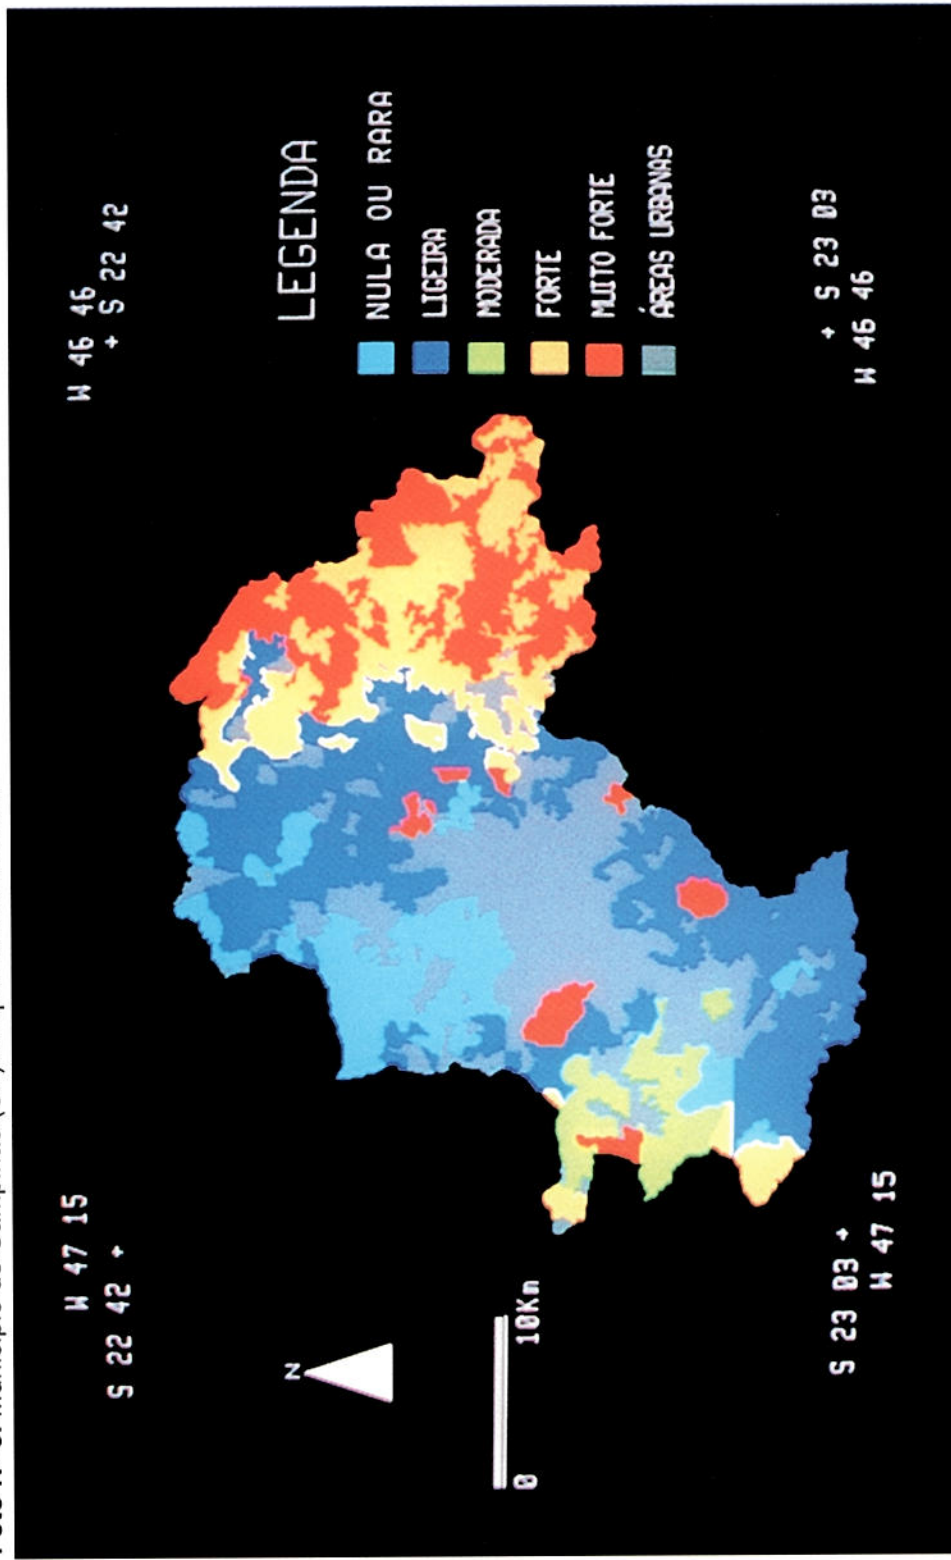 W 47 15
S 22 42 +
W 46 46
+ S 22 42
N
LEGENDA
NULA OU RARA
LIGEIRA
MODERADA
FORTE
MUITO FORTE
ÁREAS URBANAS
0
10Km
S 23 03 +
W 47 15
+ S 23 03
W 46 46